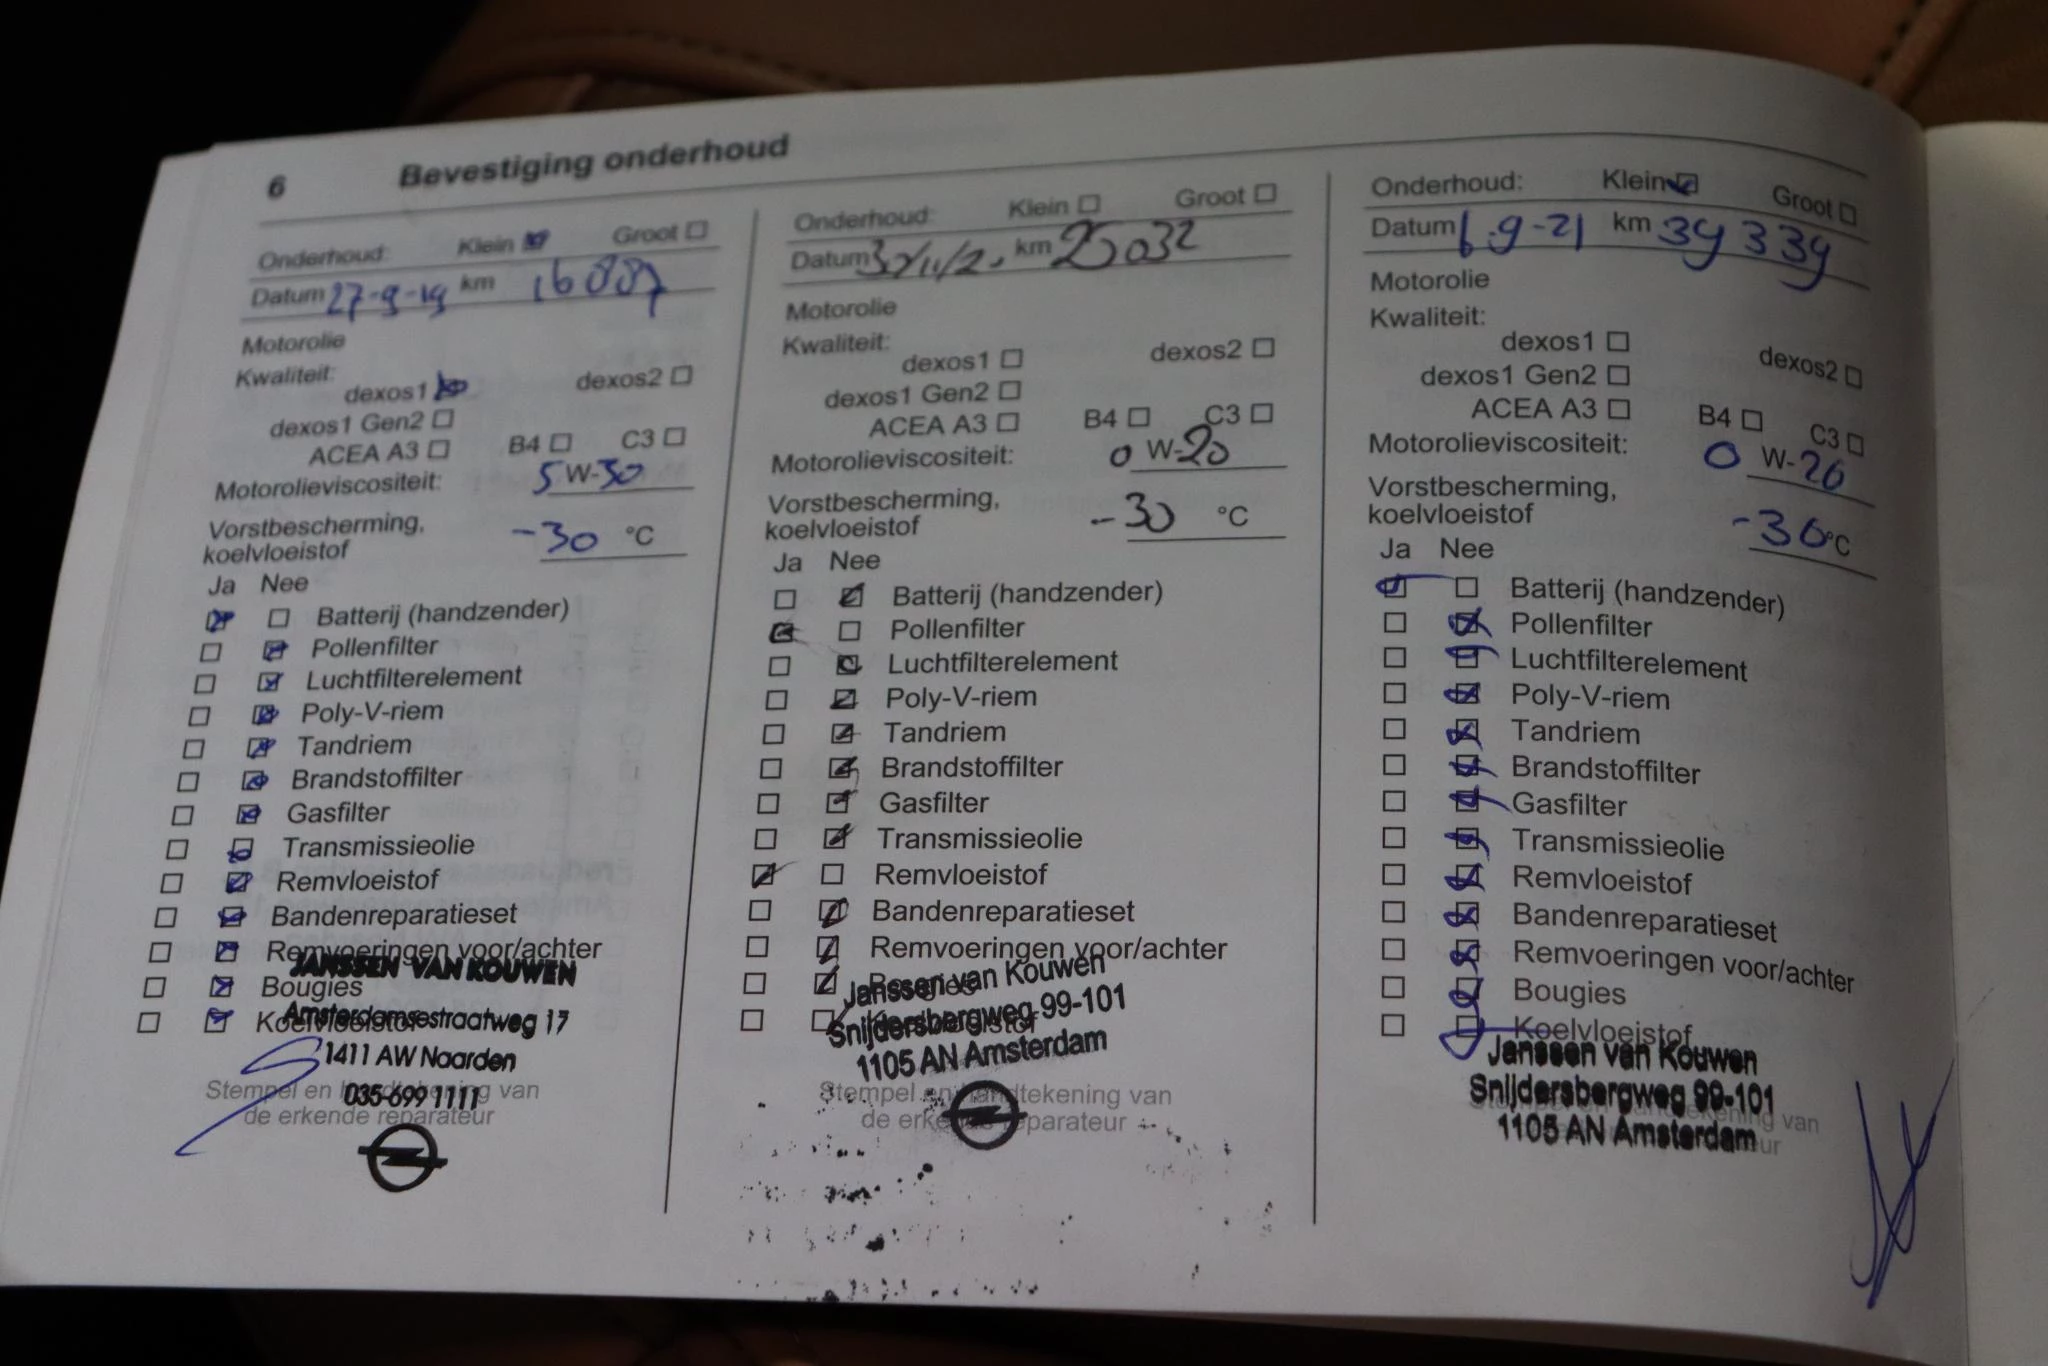 6 Bevestiging onderhoud
Onderhoud: Klein Groot
Datum 27-9-19 km 16887
Motorolie
Kwaliteit:
dexos1 dexos2
dexos1 Gen2
ACEA A3 B4 C3
Motorolieviscositeit: 5 W-30
Vorstbescherming,
koelvloeistof -30 °C
Ja Nee
Batterij (handzender)
Pollenfilter
Luchtfilterelement
Poly-V-riem
Tandriem
Brandstoffilter
Gasfilter
Transmissieolie
Remvloeistof
Bandenreparatieset
Remvoeringen voor/achter
JANSSEN VAN KOUWEN
Bougies
Koelvloeistof
Amsterdamsestraatweg 17
1411 AW Naarden
Stempel en handtekening van
035-699 1111
de erkende reparateur
Onderhoud: Klein Groot
Datum km 25032
Motorolie
Kwaliteit:
dexos1 dexos2
dexos1 Gen2
ACEA A3 B4 C3
Motorolieviscositeit: 0 W-20
Vorstbescherming,
koelvloeistof -30 °C
Ja Nee
Batterij (handzender)
Pollenfilter
Luchtfilterelement
Poly-V-riem
Tandriem
Brandstoffilter
Gasfilter
Transmissieolie
Remvloeistof
Bandenreparatieset
Remvoeringen voor/achter
Bougies
Janssen van Kouwen
Koelvloeistof
Snijdersbergweg 99-101
1105 AN Amsterdam
Stempel en handtekening van
de erkende reparateur
Onderhoud: Klein Groot
Datum 6-9-21 km 39339
Motorolie
Kwaliteit:
dexos1 dexos2
dexos1 Gen2
ACEA A3 B4 C3
Motorolieviscositeit: 0 W-20
Vorstbescherming,
koelvloeistof -30 °C
Ja Nee
Batterij (handzender)
Pollenfilter
Luchtfilterelement
Poly-V-riem
Tandriem
Brandstoffilter
Gasfilter
Transmissieolie
Remvloeistof
Bandenreparatieset
Remvoeringen voor/achter
Bougies
Koelvloeistof
Janssen van Kouwen
Snijdersbergweg 99-101
Stempel en handtekening van
1105 AN Amsterdam